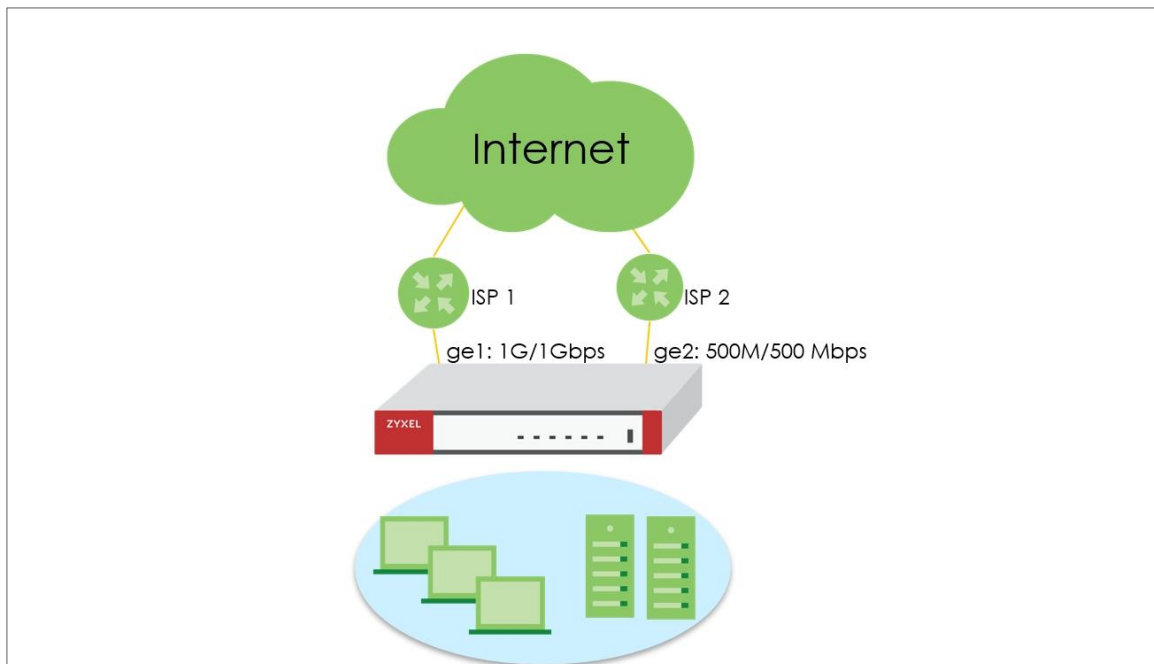 Internet
ISP 1
ISP 2
ge1: 1G/1Gbps
ge2: 500M/500 Mbps
ZYXEL